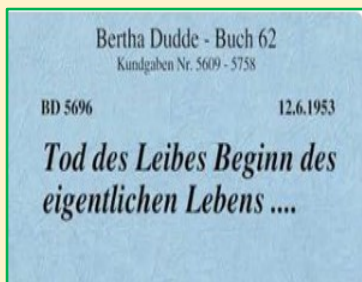 Bertha Dudde - Buch 62
Kundgaben Nr. 5609 - 5758
BD 5696 12.6.1953
Tod des Leibes Beginn des
eigentlichen Lebens ....